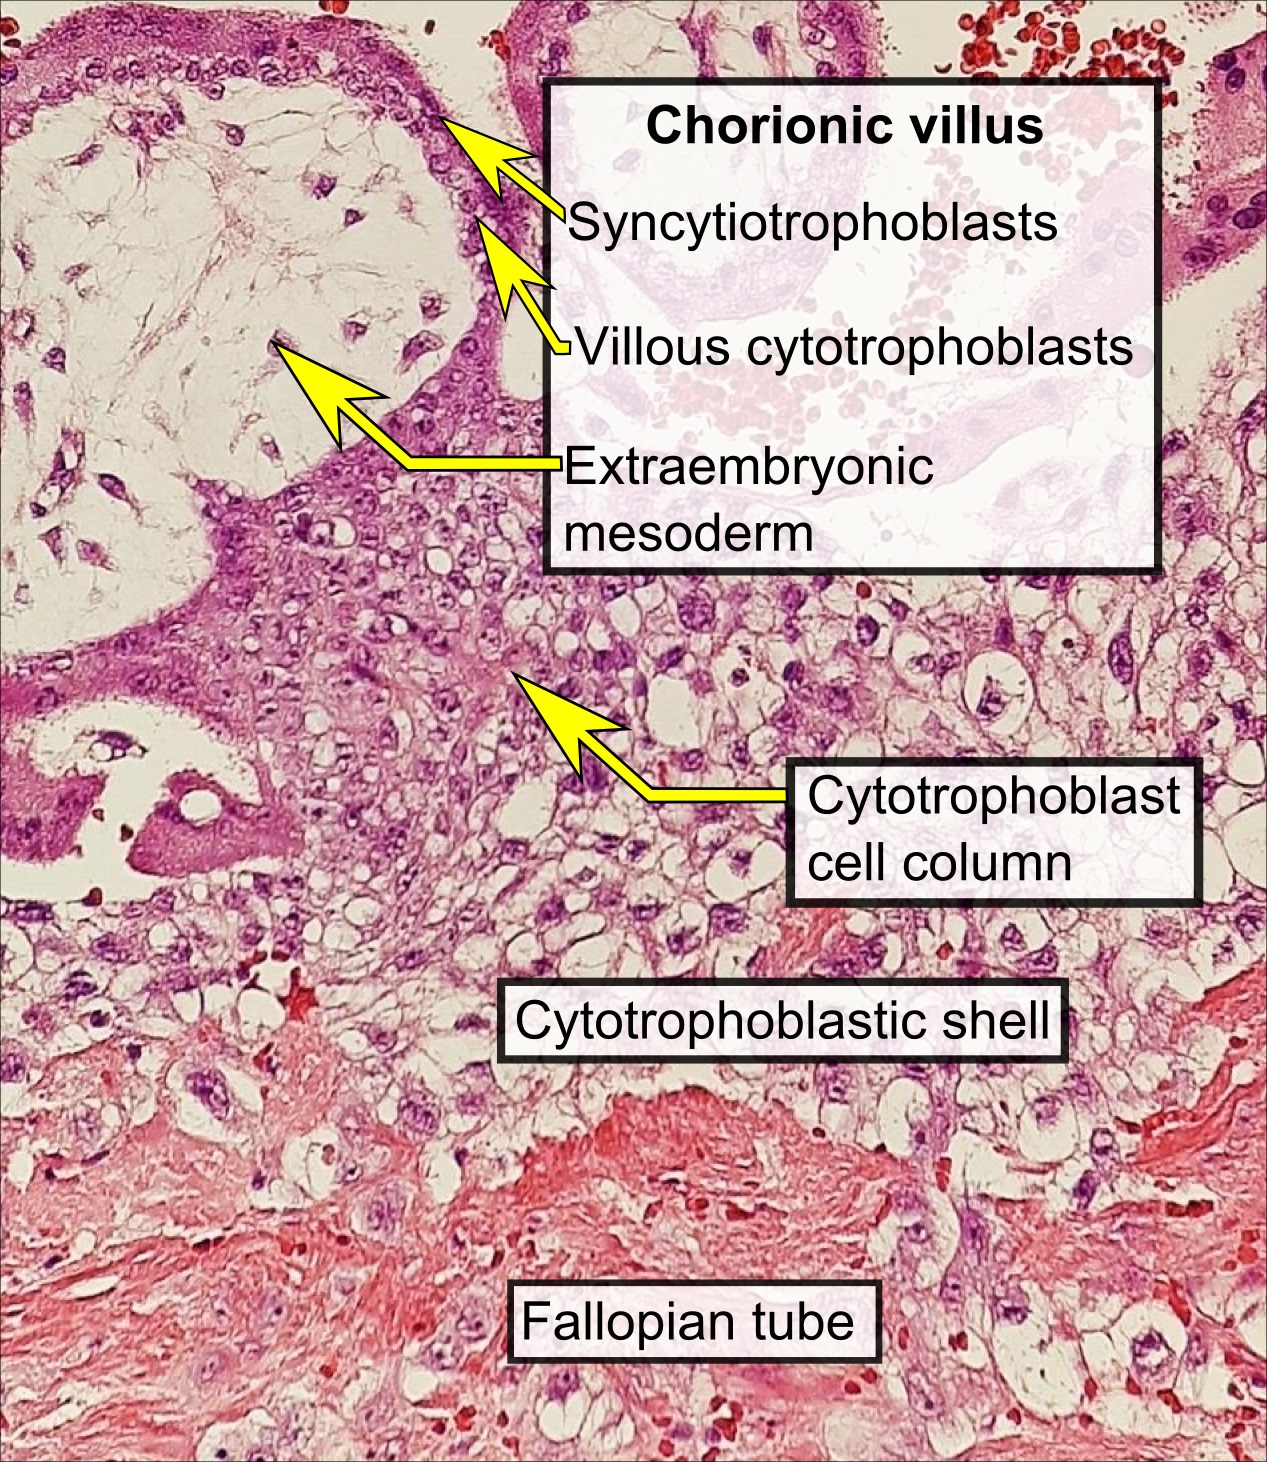 Chorionic villus
Syncytiotrophoblasts
Villous cytotrophoblasts
Extraembryonic
mesoderm
Cytotrophoblast
cell column
Cytotrophoblastic shell
Fallopian tube